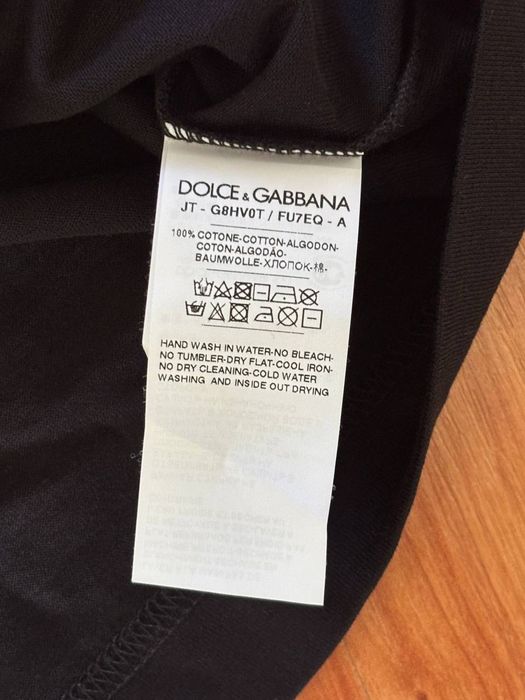 DOLCE & GABBANA
JT - G8HV0T / FU7EQ - A
100% COTONE-COTTON-ALGODON-
COTON-ALGODÃO-
BAUMWOLLE-ХЛОПОК-棉-
HAND WASH IN WATER-NO BLEACH-
NO TUMBLER-DRY FLAT-COOL IRON-
NO DRY CLEANING-COLD WATER
WASHING AND INSIDE OUT DRYING